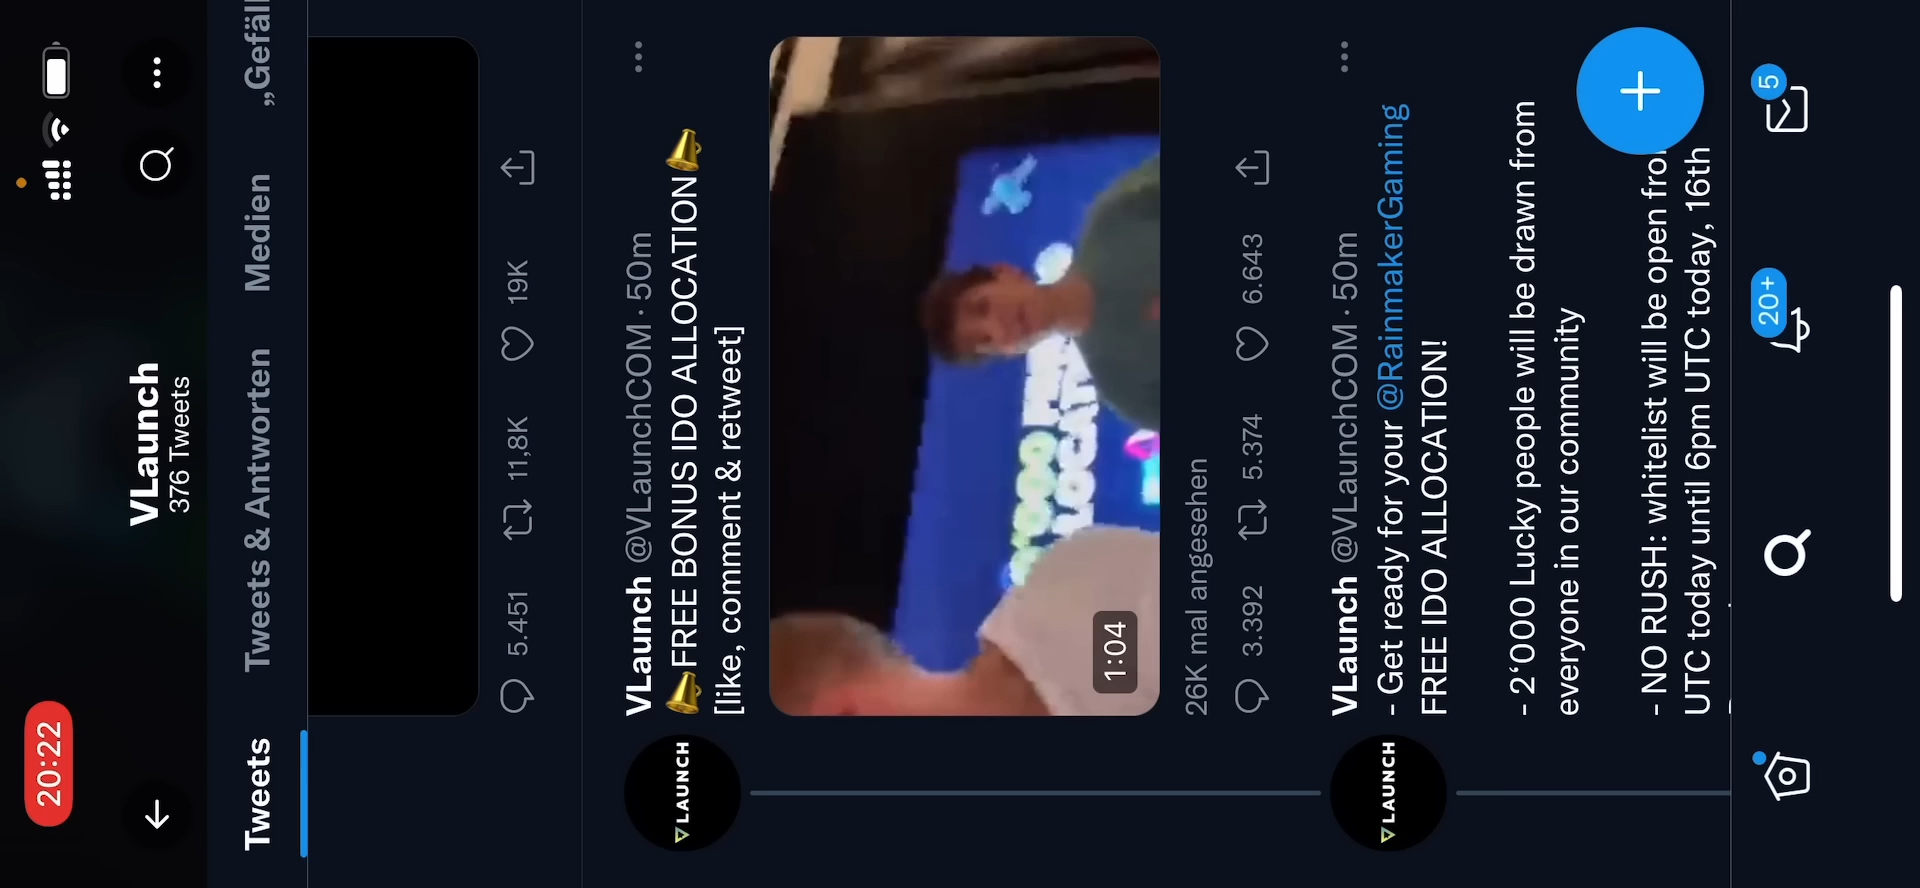 20:22
VLaunch
376 Tweets
Tweets
Tweets & Antworten
Medien
„Gefäll
5.451
11,8K
19K
VLaunch @VLaunchCOM · 50m
FREE BONUS IDO ALLOCATION
[like, comment & retweet]
1:04
26K mal angesehen
3.392
5.374
6.643
VLAUNCH
VLaunch @VLaunchCOM · 50m
- Get ready for your @RainmakerGaming
FREE IDO ALLOCATION!
- 2‘000 Lucky people will be drawn from
everyone in our community
- NO RUSH: whitelist will be open from
UTC today until 6pm UTC today, 16th
VLAUNCH
20+
5